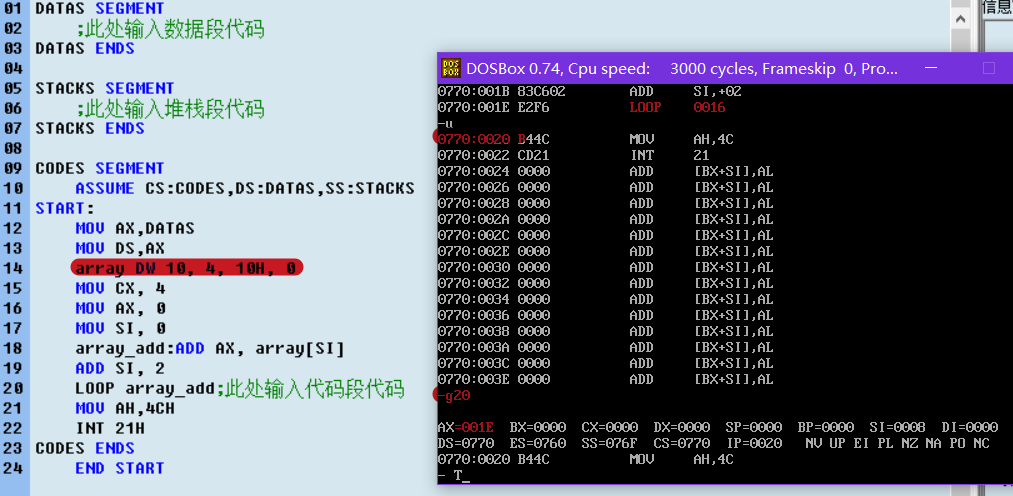 01 DATAS SEGMENT
02 ;此处输入数据段代码
03 DATAS ENDS
04
05 STACKS SEGMENT
06 ;此处输入堆栈段代码
07 STACKS ENDS
08
09 CODES SEGMENT
10 ASSUME CS:CODES,DS:DATAS,SS:STACKS
11 START:
12 MOV AX,DATAS
13 MOV DS,AX
14 array DW 10, 4, 10H, 0
15 MOV CX, 4
16 MOV AX, 0
17 MOV SI, 0
18 array_add:ADD AX, array[SI]
19 ADD SI, 2
20 LOOP array_add;此处输入代码段代码
21 MOV AH,4CH
22 INT 21H
23 CODES ENDS
24 END START
信息
DOSBox 0.74, Cpu speed: 3000 cycles, Frameskip 0, Pro...
0770:001B 83C602 ADD SI,+02
0770:001E E2F6 LOOP 0016
-u
0770:0020 B44C MOV AH,4C
0770:0022 CD21 INT 21
0770:0024 0000 ADD [BX+SI],AL
0770:0026 0000 ADD [BX+SI],AL
0770:0028 0000 ADD [BX+SI],AL
0770:002A 0000 ADD [BX+SI],AL
0770:002C 0000 ADD [BX+SI],AL
0770:002E 0000 ADD [BX+SI],AL
0770:0030 0000 ADD [BX+SI],AL
0770:0032 0000 ADD [BX+SI],AL
0770:0034 0000 ADD [BX+SI],AL
0770:0036 0000 ADD [BX+SI],AL
0770:0038 0000 ADD [BX+SI],AL
0770:003A 0000 ADD [BX+SI],AL
0770:003C 0000 ADD [BX+SI],AL
0770:003E 0000 ADD [BX+SI],AL
-g20
AX=001E BX=0000 CX=0000 DX=0000 SP=0000 BP=0000 SI=0008 DI=0000
DS=0770 ES=0760 SS=076F CS=0770 IP=0020 NV UP EI PL NZ NA PO NC
0770:0020 B44C MOV AH,4C
- T_